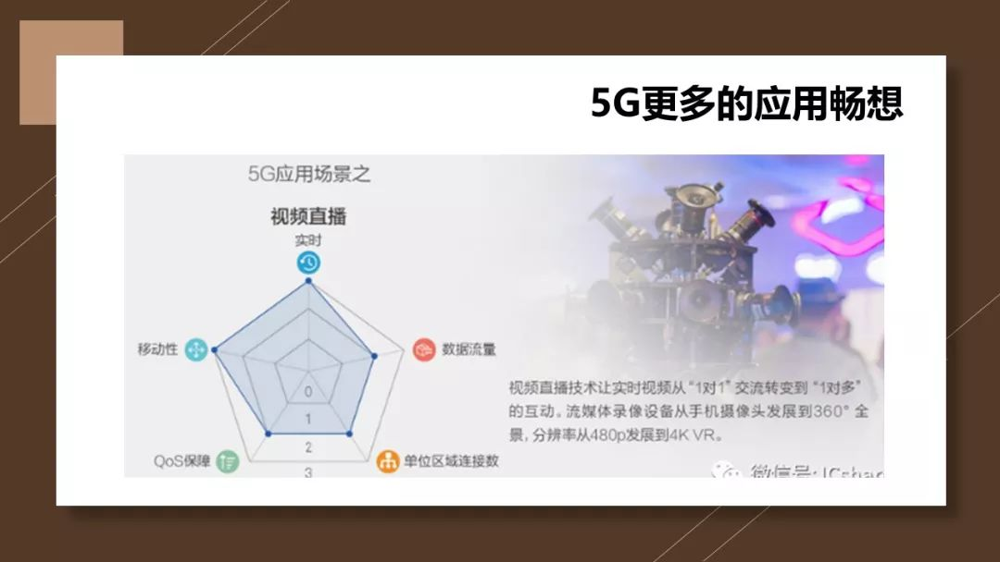 5G更多的应用畅想
5G应用场景之
视频直播
实时
移动性
数据流量
0
1
2
3
QoS保障
单位区域连接数
视频直播技术让实时视频从“1对1”交流转变到“1对多”
的互动。流媒体录像设备从手机摄像头发展到360° 全
景，分辨率从480p发展到4K VR。
微信号: